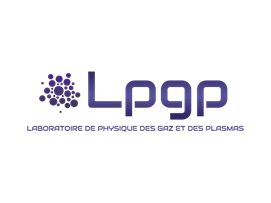 Lpgp
LABORATOIRE DE PHYSIQUE DES GAZ ET DES PLASMAS